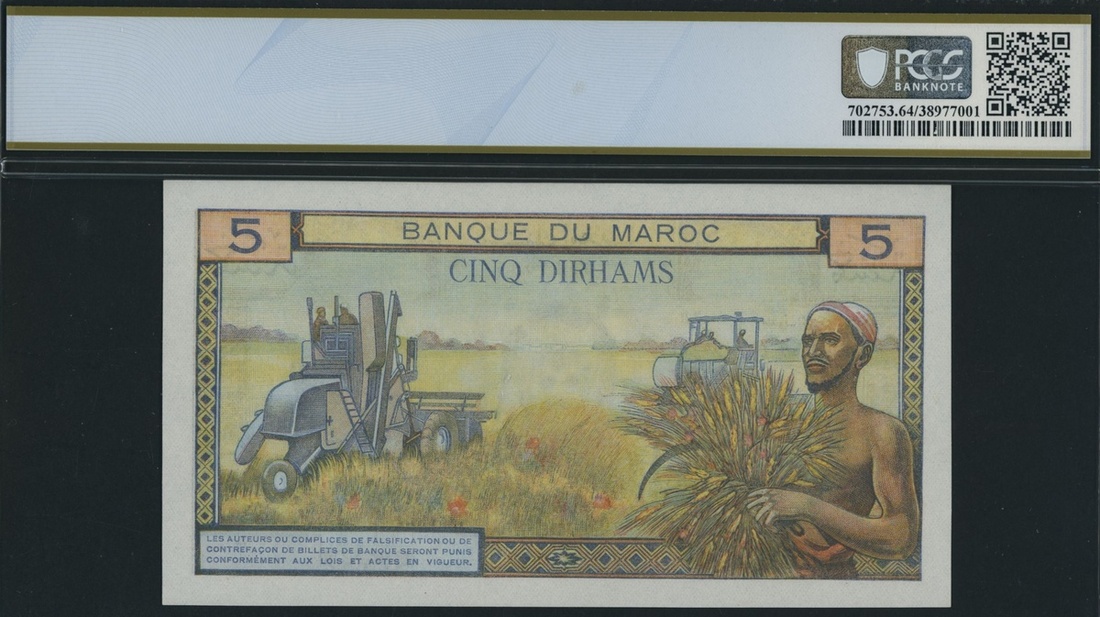 PCGS
BANKNOTE
702753.64/38977001
5
BANQUE DU MAROC
5
CINQ DIRHAMS
LES AUTEURS OU COMPLICES DE FALSIFICATION OU DE
CONTREFAÇON DE BILLETS DE BANQUE SERONT PUNIS
CONFORMÉMENT AUX LOIS ET ACTES EN VIGUEUR.